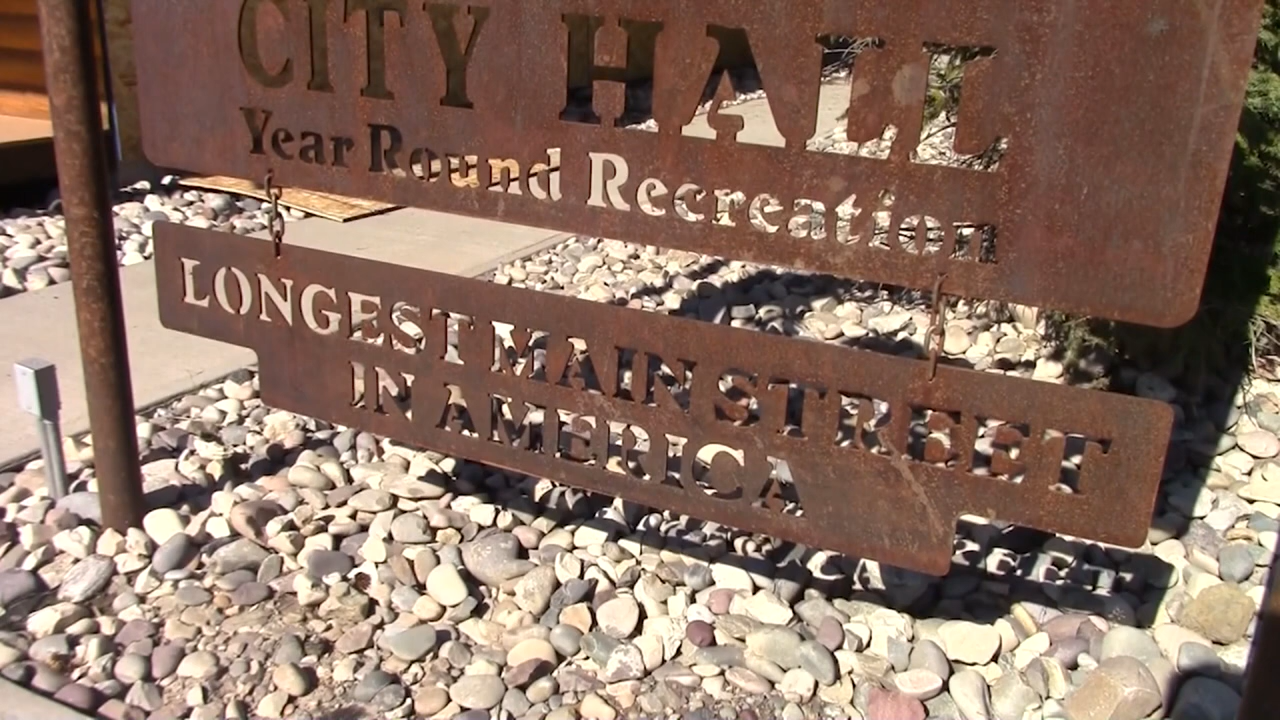 CITY HALL
Year Round Recreation
LONGEST MAIN STREET
IN AMERICA